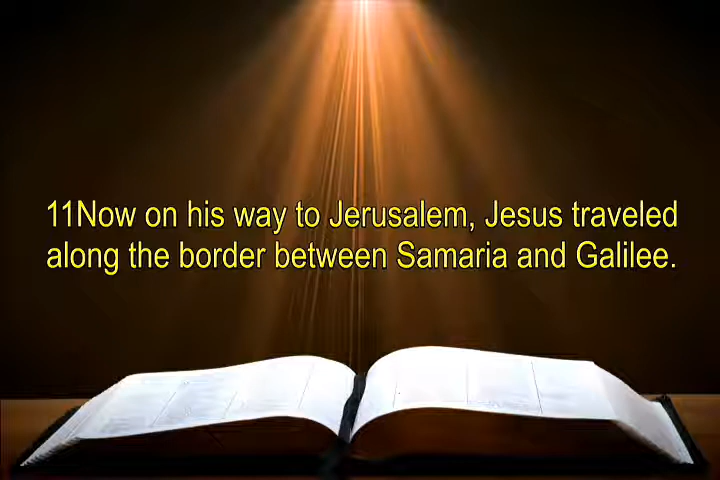 11Now on his way to Jerusalem, Jesus traveled
along the border between Samaria and Galilee.